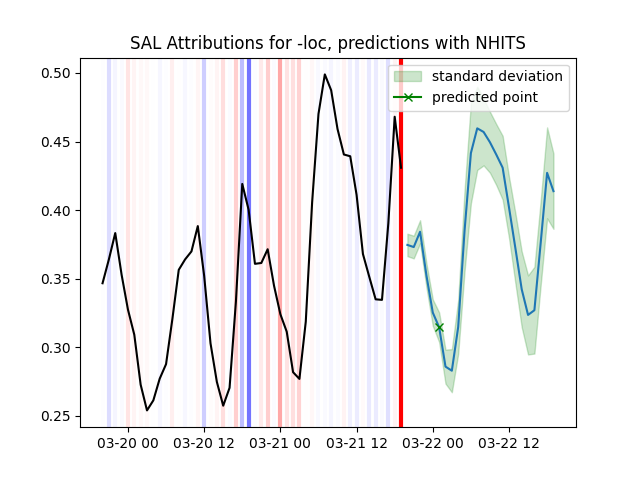 SAL Attributions for -loc, predictions with NHITS
standard deviation
predicted point
0.50
0.45
0.40
0.35
0.30
0.25
03-20 00 03-20 12 03-21 00 03-21 12 03-22 00 03-22 12